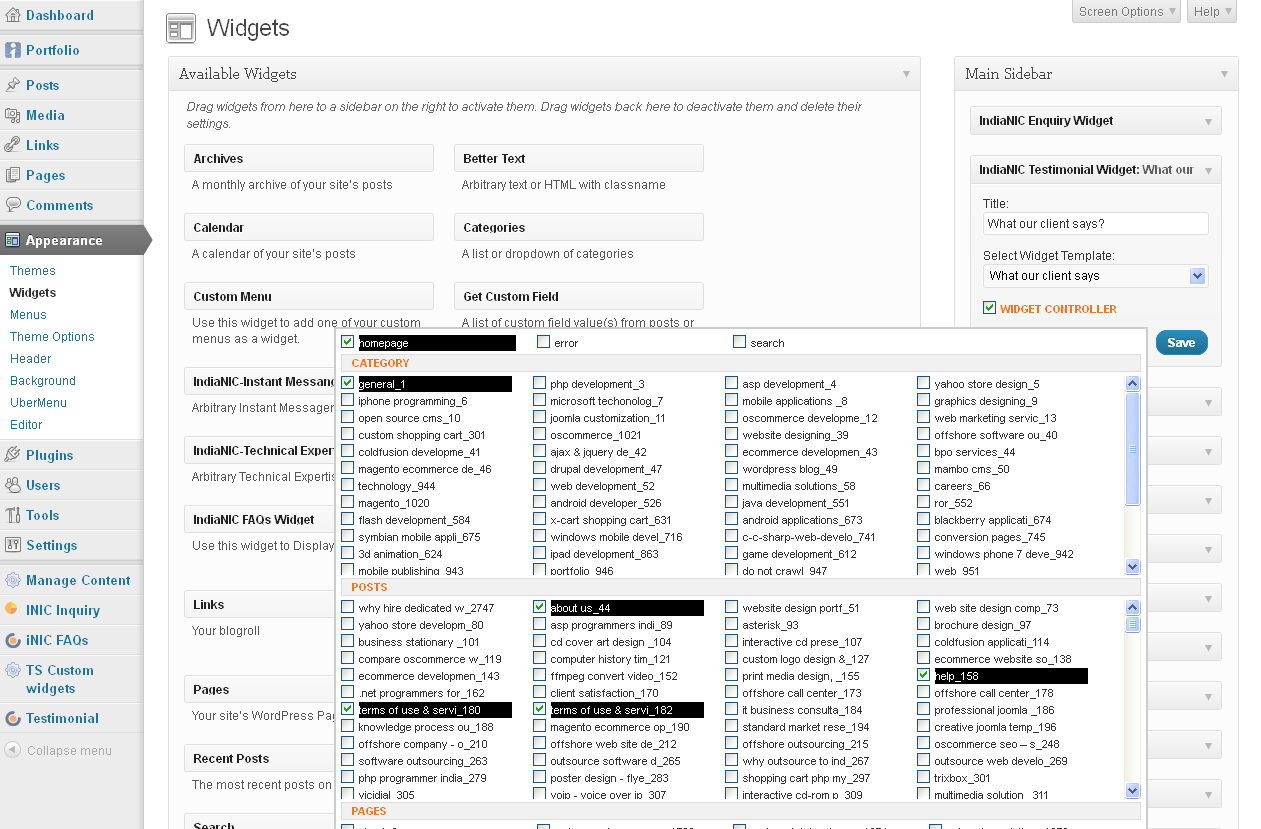 Dashboard
Portfolio
Posts
Media
Links
Pages
Comments
Appearance
Themes
Widgets
Menus
Theme Options
Header
Background
UberMenu
Editor
Plugins
Users
Tools
Settings
Manage Content
INIC Inquiry
iNIC FAQs
TS Custom
widgets
Testimonial
Collapse menu
Screen Options
Help
Widgets
Available Widgets
Drag widgets from here to a sidebar on the right to activate them. Drag widgets back here to deactivate them and delete their
settings.
Archives
A monthly archive of your site's posts
Better Text
Arbitrary text or HTML with classname
Calendar
A calendar of your site's posts
Categories
A list or dropdown of categories
Custom Menu
Use this widget to add one of your custom
menus as a widget.
Get Custom Field
A list of custom field value(s) from posts or
IndiaNIC-Instant Messan
Arbitrary Instant Messenger
IndiaNIC-Technical Exper
Arbitrary Technical Expertis
IndiaNIC FAQs Widget
Use this widget to Display
Links
Your blogroll
Pages
Your site's WordPress Pa
Recent Posts
The most recent posts on
Search
Main Sidebar
IndiaNIC Enquiry Widget
IndiaNIC Testimonial Widget: What our
Title:
What our client says?
Select Widget Template:
What our client says
WIDGET CONTROLLER
Save
homepage error search
CATEGORY
general_1 php development_3 asp development_4 yahoo store design_5
iphone programming_6 microsoft techonolog_7 mobile applications _8 graphics designing_9
open source cms_10 joomla customization_11 oscommerce developme_12 web marketing servic_13
custom shopping cart_301 oscommerce_1021 website designing_39 offshore software ou_40
coldfusion developme_41 ajax & jquery de_42 ecommerce developmen_43 bpo services_44
magento ecommerce de_46 drupal development_47 wordpress blog_49 mambo cms_50
technology_944 web development_52 multimedia solutions_58 careers_66
magento_1020 android developer_526 java development_551 ror_552
flash development_584 x-cart shopping cart_631 android applications_673 blackberry applicati_674
symbian mobile appli_675 windows mobile devel_716 c-c-sharp-web-develo_741 conversion pages_745
3d animation_624 ipad development_863 game development_612 windows phone 7 deve_942
mobile publishing_943 portfolio_946 do not crawl_947 web_951
POSTS
why hire dedicated w_2747 about us_44 website design portf_51 web site design comp_73
yahoo store developm_80 asp programmers indi_89 asterisk_93 brochure design_97
business stationary _101 cd cover art design _104 interactive cd prese_107 coldfusion applicati_114
compare oscommerce w_119 computer history tim_121 custom logo design &_127 ecommerce website so_138
ecommerce developmen_143 ffmpeg convert video_152 print media design, _155 help_158
.net programmers for_162 client satisfaction_170 offshore call center_173 offshore call center_178
terms of use & servi_180 terms of use & servi_182 it business consulta_184 professional joomla _186
knowledge process ou_188 magento ecommerce op_190 standard market rese_194 creative joomla temp_196
offshore company - o_210 offshore web site de_212 offshore outsourcing_215 oscommerce seo – s_248
software outsourcing_263 outsource software d_265 why outsource to ind_267 outsource web develo_269
php programmer india_279 poster design - flye_283 shopping cart php my_297 trixbox_301
vicidial_305 voip - voice over ip_307 interactive cd-rom p_309 multimedia solution _311
PAGES